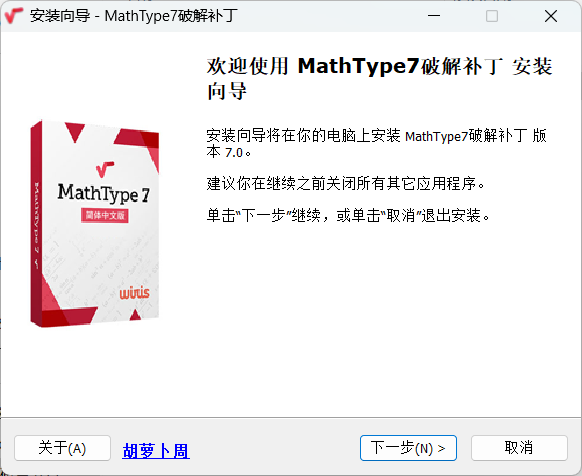 安装向导 - MathType7破解补丁
欢迎使用 MathType7破解补丁 安装
向导
安装向导将在你的电脑上安装 MathType7破解补丁 版
本 7.0。
建议你在继续之前关闭所有其它应用程序。
单击“下一步”继续，或单击“取消”退出安装。
MathType 7
MathType 7
简体中文版
wiris
关于(A)
胡萝卜周
下一步(N) >
取消